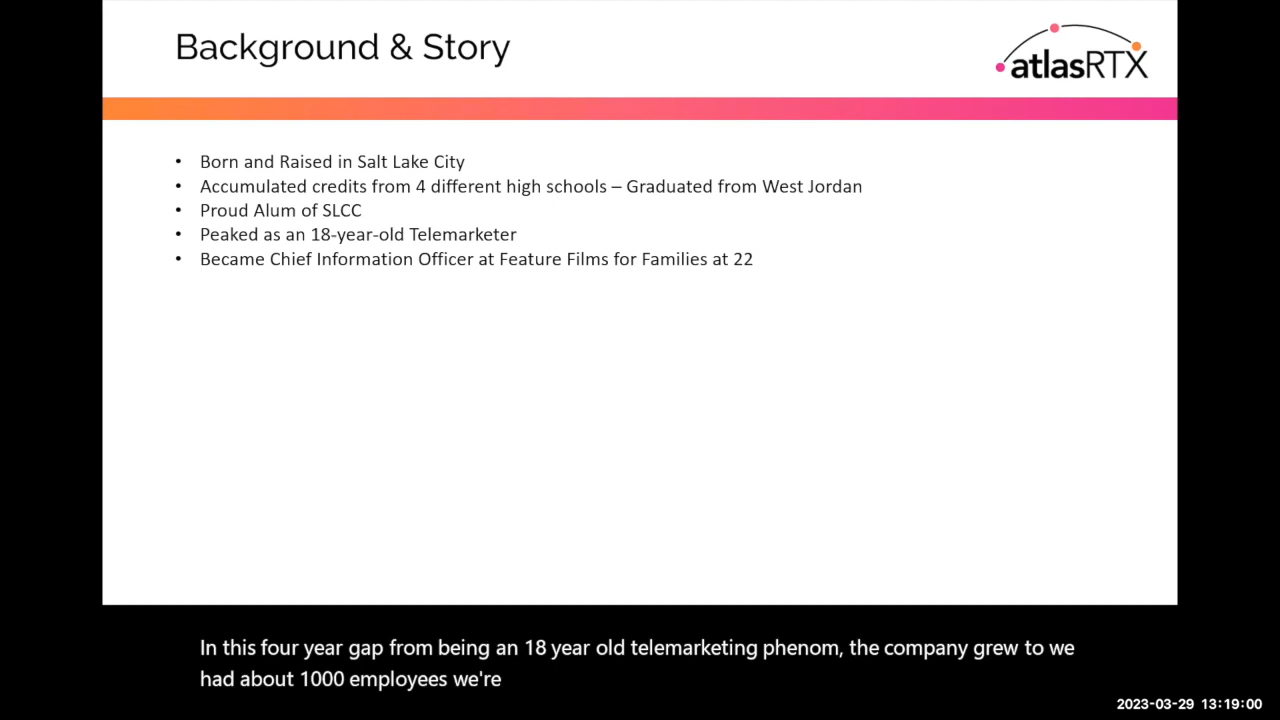 Background & Story
atlasRTX
• Born and Raised in Salt Lake City
• Accumulated credits from 4 different high schools – Graduated from West Jordan
• Proud Alum of SLCC
• Peaked as an 18-year-old Telemarketer
• Became Chief Information Officer at Feature Films for Families at 22
In this four year gap from being an 18 year old telemarketing phenom, the company grew to we
had about 1000 employees we're
2023-03-29 13:19:00